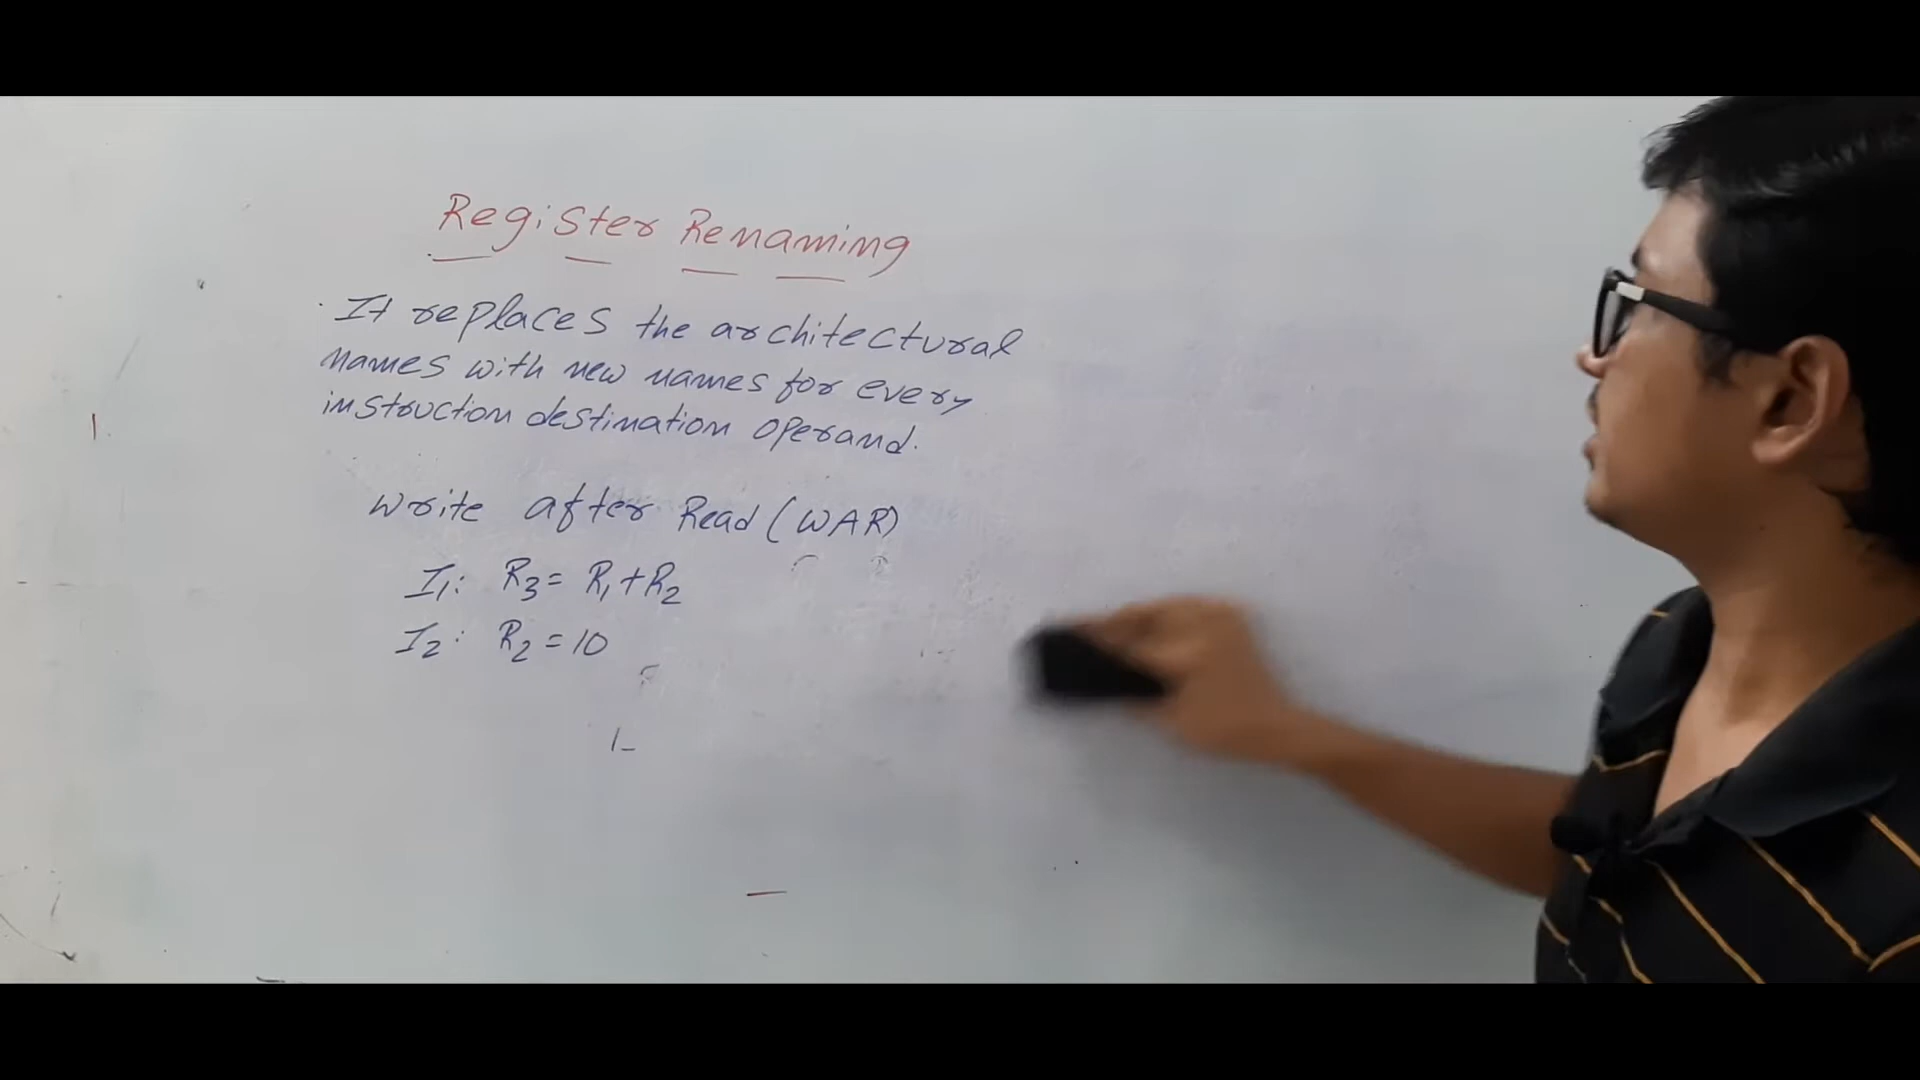 Register Renaming
It replaces the architectural
names with new names for every
instruction destination operand.
Write after Read (WAR)
I1: R3 = R1 + R2
I2: R2 = 10